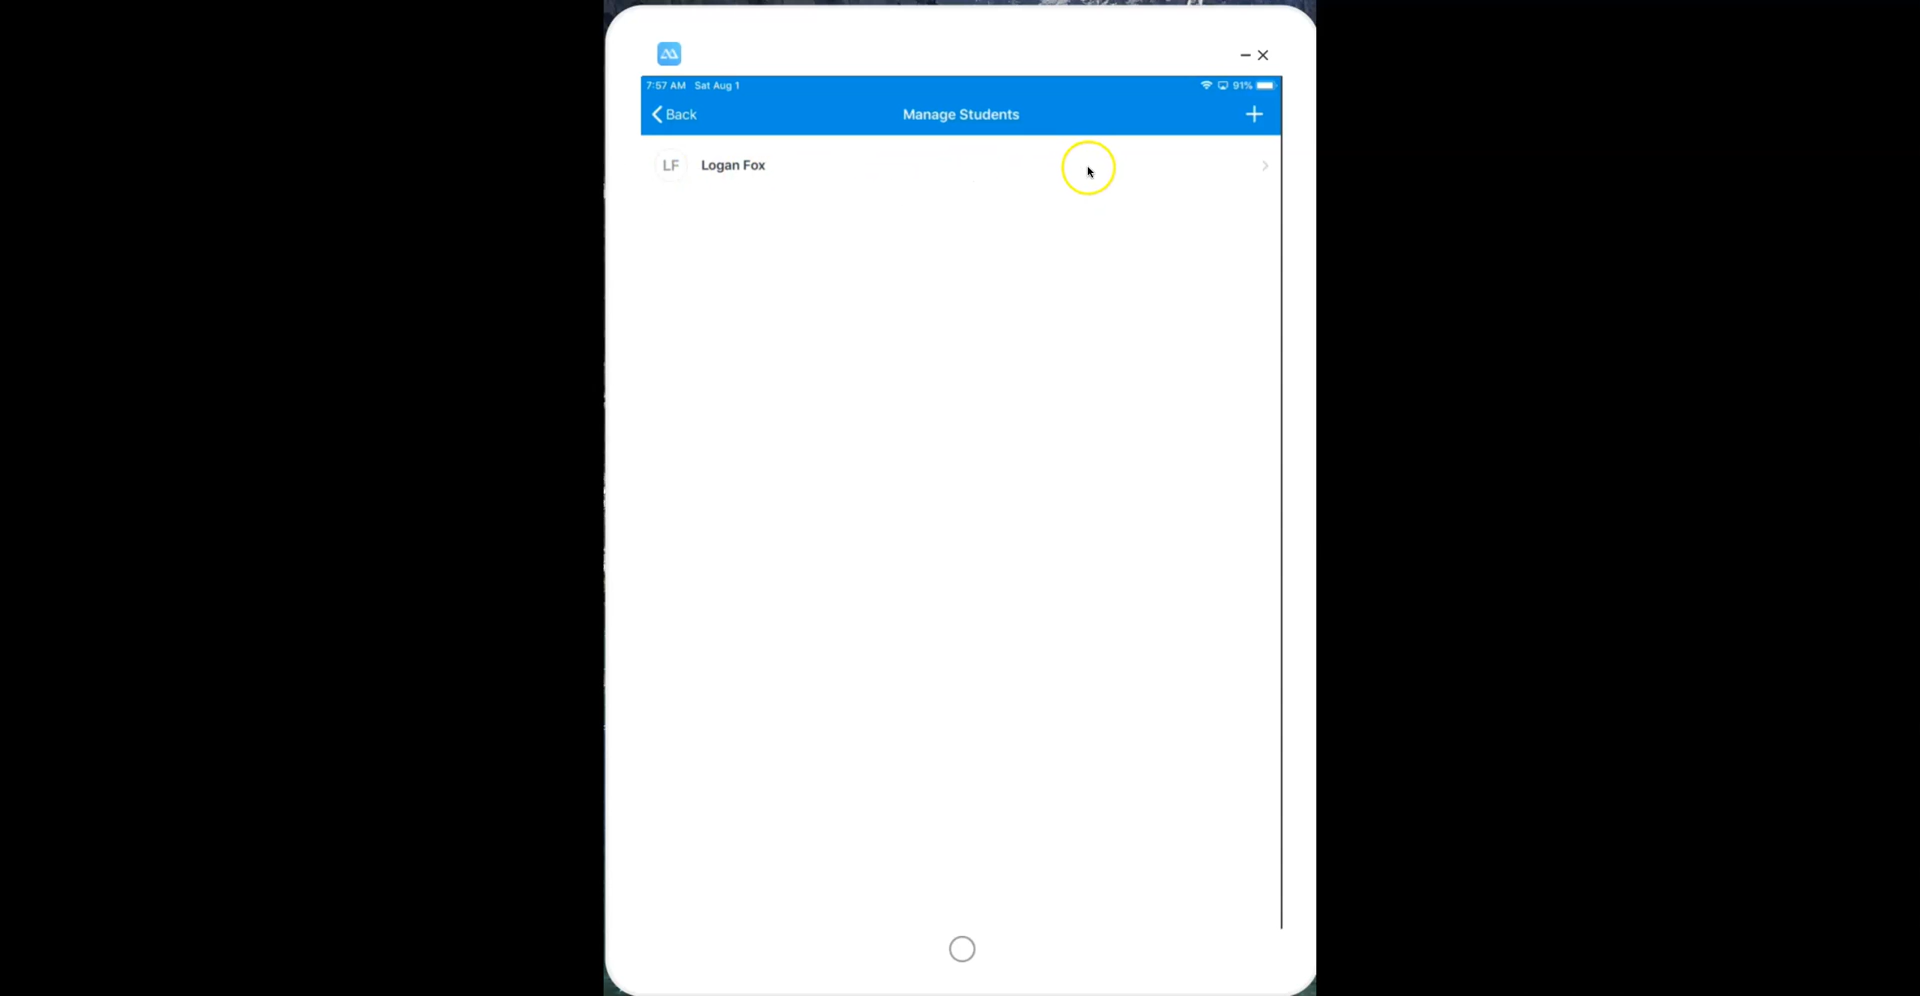 7:57 AM Sat Aug 1 91%
Back Manage Students +
LF Logan Fox